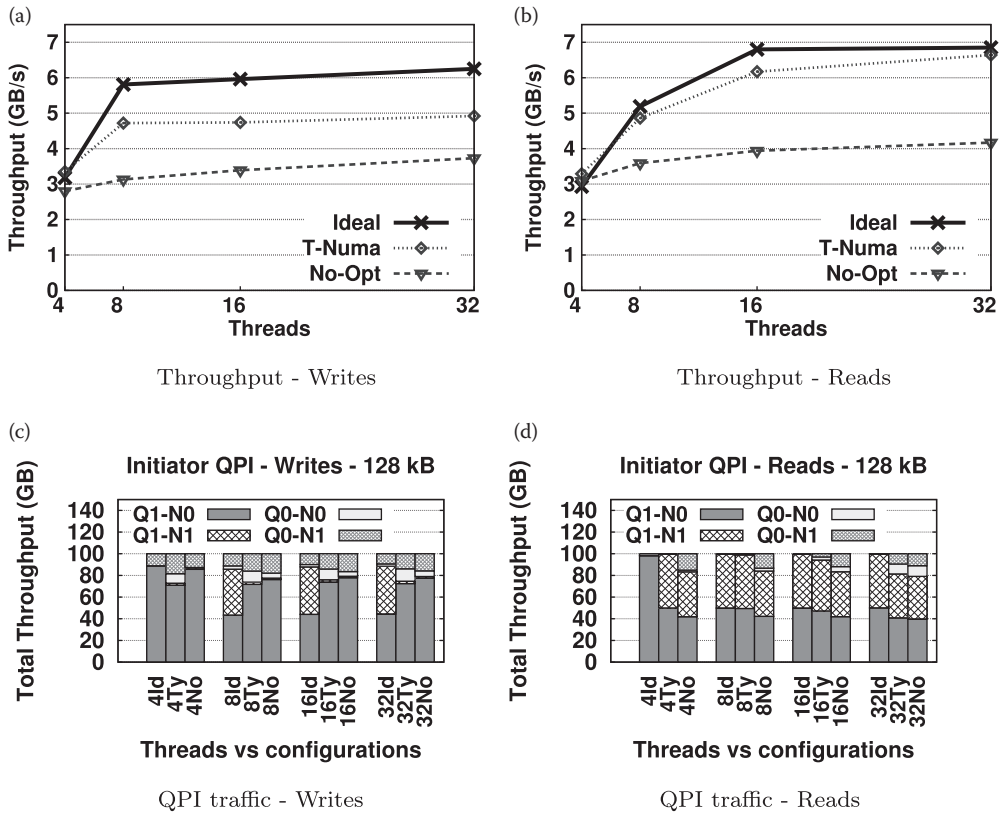 (a)
Throughput (GB/s)
7
6
5
4
3
2
1
0
Ideal
T-Numa
No-Opt
4 8 16 32
Threads
Throughput - Writes
(b)
Throughput (GB/s)
7
6
5
4
3
2
1
0
Ideal
T-Numa
No-Opt
4 8 16 32
Threads
Throughput - Reads
(c)
Initiator QPI - Writes - 128 kB
Total Throughput (GB)
140
120
100
80
60
40
20
0
Q1-N0 Q0-N0
Q1-N1 Q0-N1
4Id 4Ty 4No 8Id 8Ty 8No 16Id 16Ty 16No 32Id 32Ty 32No
Threads vs configurations
QPI traffic - Writes
(d)
Initiator QPI - Reads - 128 kB
Total Throughput (GB)
140
120
100
80
60
40
20
0
Q1-N0 Q0-N0
Q1-N1 Q0-N1
4Id 4Ty 4No 8Id 8Ty 8No 16Id 16Ty 16No 32Id 32Ty 32No
Threads vs configurations
QPI traffic - Reads